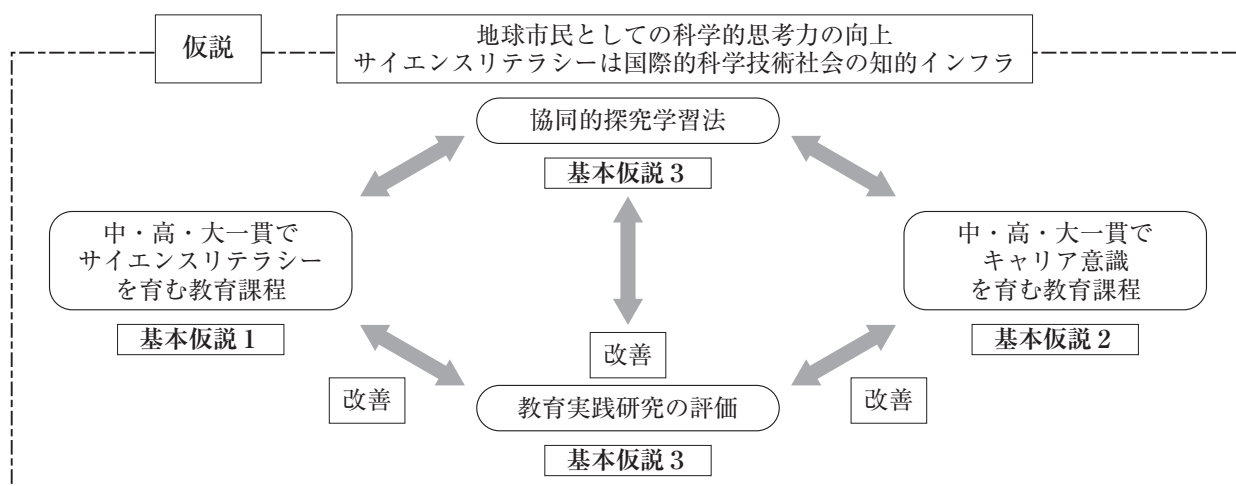 仮説
地球市民としての科学的思考力の向上
サイエンスリテラシーは国際的科学技術社会の知的インフラ
協同的探究学習法
基本仮説3
中・高・大一貫で
サイエンスリテラシー
を育む教育課程
基本仮説1
中・高・大一貫で
キャリア意識
を育む教育課程
基本仮説2
改善
改善
改善
教育実践研究の評価
基本仮説3